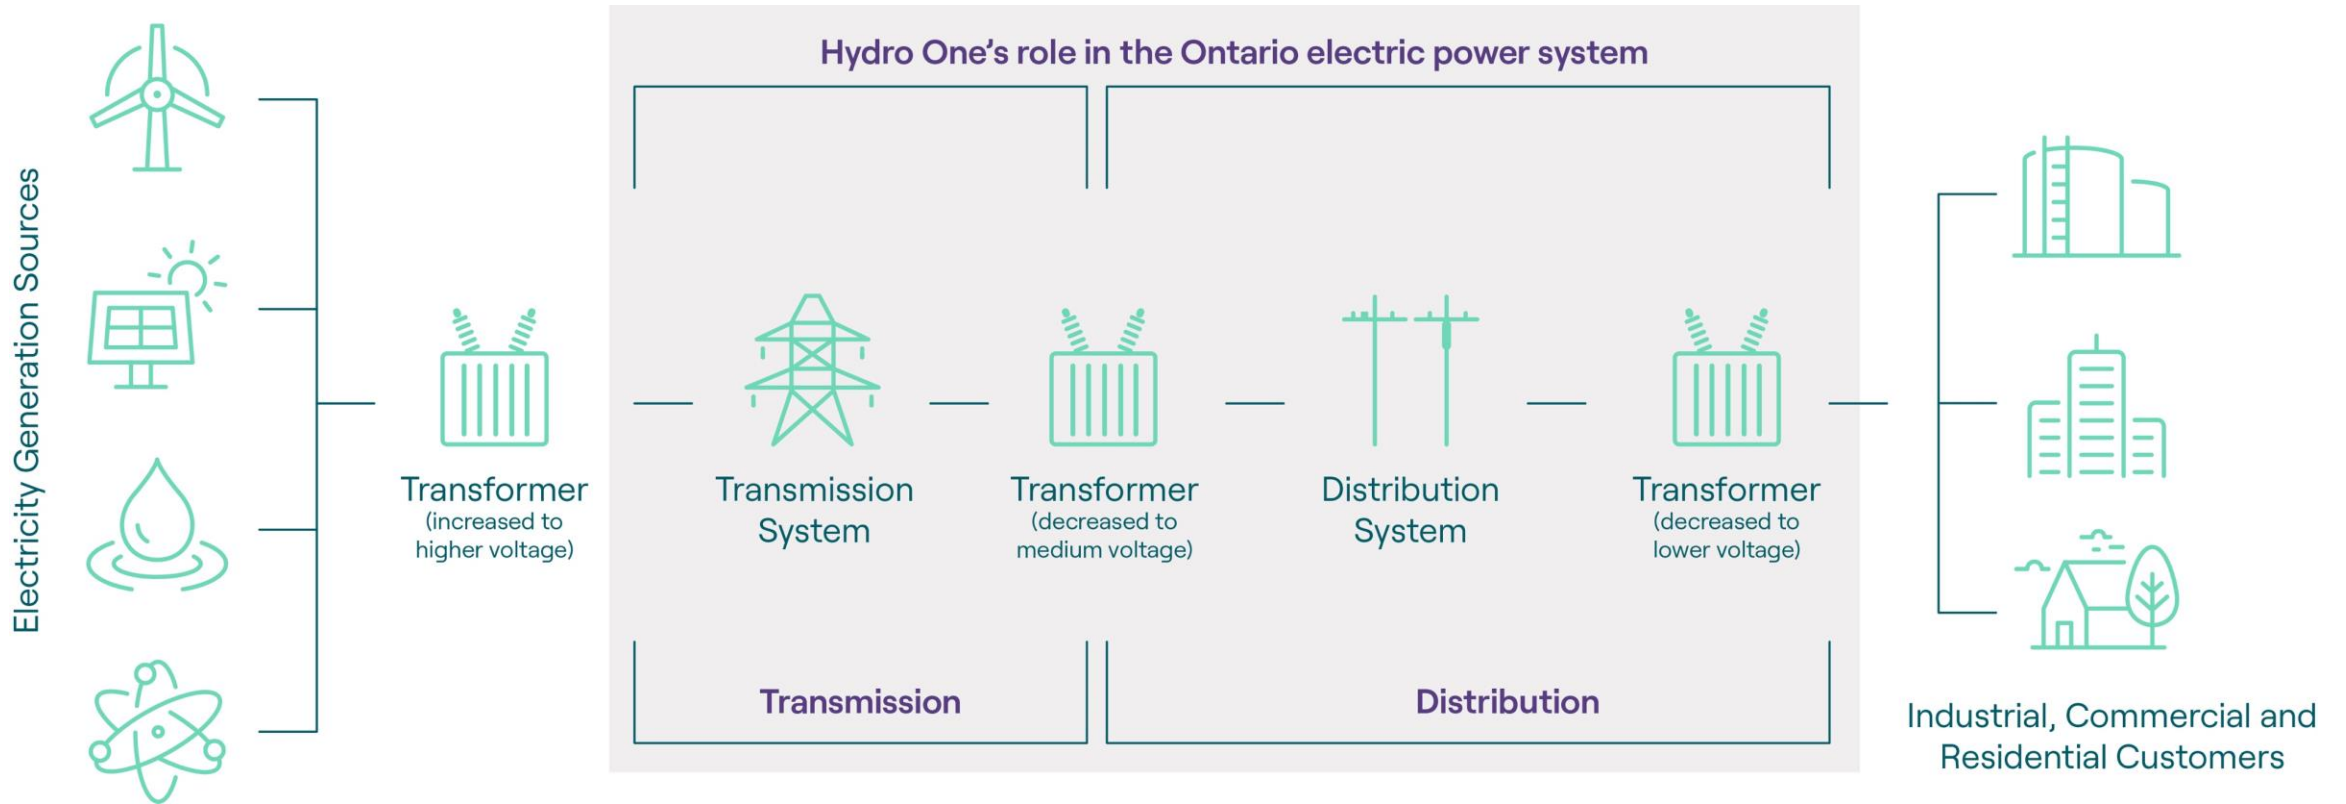 Electricity Generation Sources
Hydro One's role in the Ontario electric power system
Transformer
(increased to
higher voltage)
Transmission
System
Transformer
(decreased to
medium voltage)
Distribution
System
Transformer
(decreased to
lower voltage)
Transmission
Distribution
Industrial, Commercial and
Residential Customers